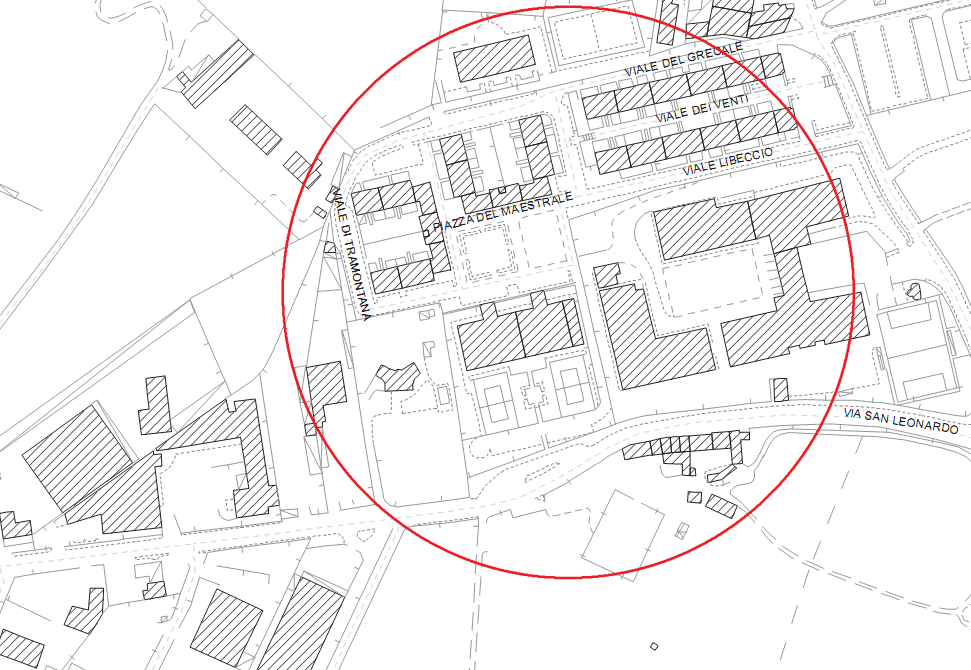 VIALE DEL GRECALE
VIALE DEI VENTI
VIALE LIBECCIO
PIAZZA DEL MAESTRALE
VIALE DI TRAMONTANA
VIA SAN LEONARDO